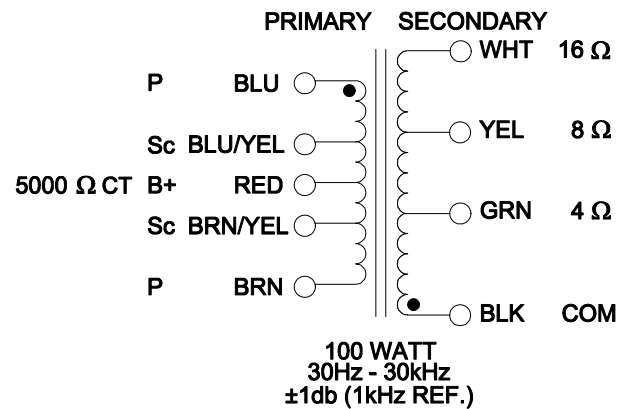 PRIMARY SECONDARY
WHT 16 Ω
P BLU
YEL 8 Ω
Sc BLU/YEL
5000 Ω CT B+ RED
GRN 4 Ω
Sc BRN/YEL
P BRN
BLK COM
100 WATT
30Hz - 30kHz
±1db (1kHz REF.)